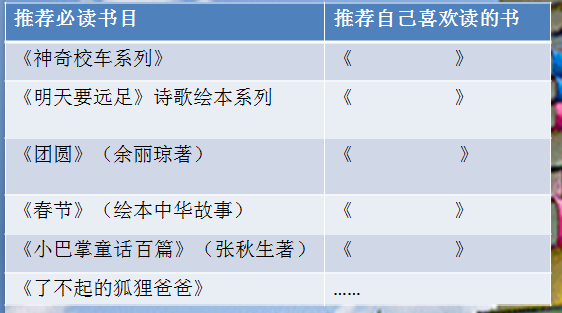 推荐必读书目 推荐自己喜欢读的书
《神奇校车系列》 《 》
《明天要远足》诗歌绘本系列 《 》
《团圆》（余丽琼著） 《 》
《春节》（绘本中华故事） 《 》
《小巴掌童话百篇》（张秋生著） 《 》
《了不起的狐狸爸爸》 ……